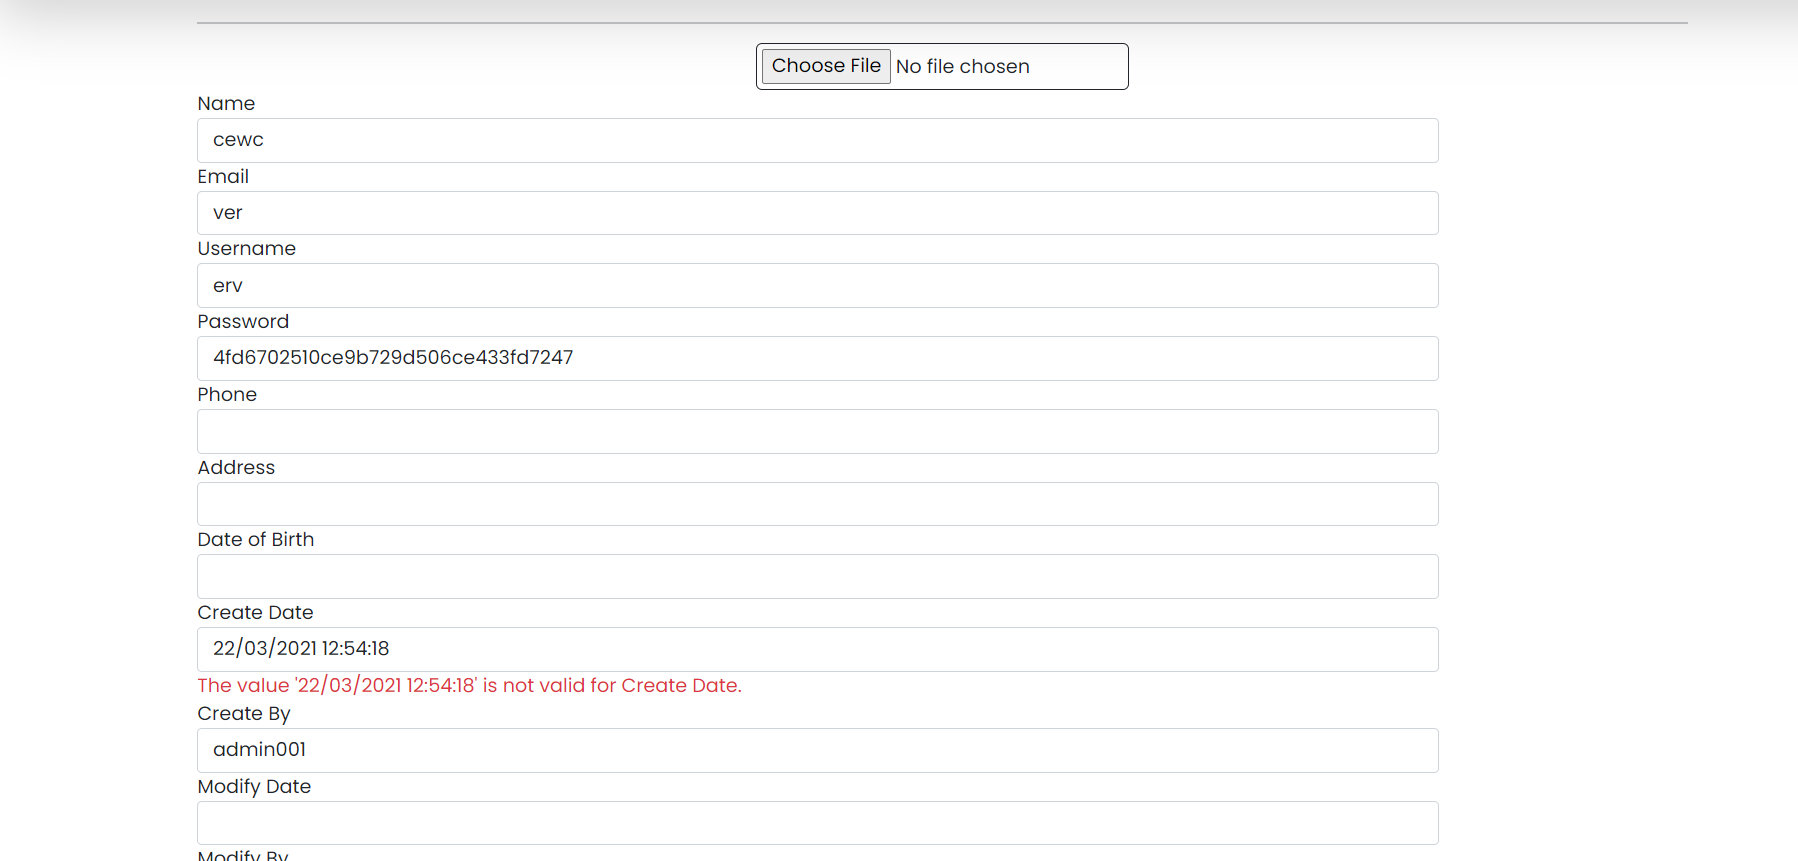 Choose File No file chosen
Name
cewc
Email
ver
Username
erv
Password
4fd6702510ce9b729d506ce433fd7247
Phone
Address
Date of Birth
Create Date
22/03/2021 12:54:18
The value '22/03/2021 12:54:18' is not valid for Create Date.
Create By
admin001
Modify Date
Modify By